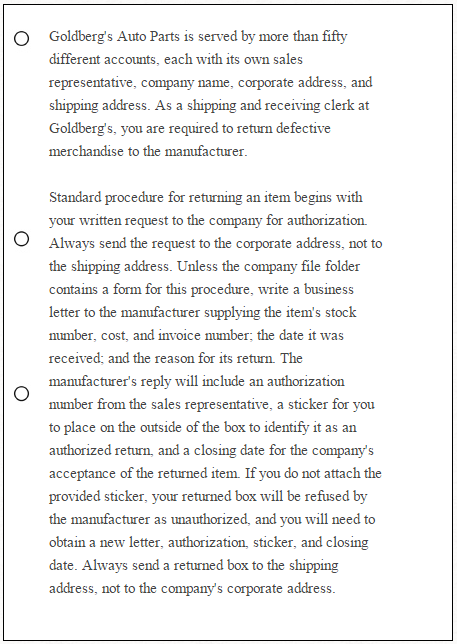 Goldberg's Auto Parts is served by more than fifty
different accounts, each with its own sales
representative, company name, corporate address, and
shipping address. As a shipping and receiving clerk at
Goldberg's, you are required to return defective
merchandise to the manufacturer.
Standard procedure for returning an item begins with
your written request to the company for authorization.
Always send the request to the corporate address, not to
the shipping address. Unless the company file folder
contains a form for this procedure, write a business
letter to the manufacturer supplying the item's stock
number, cost, and invoice number; the date it was
received; and the reason for its return. The
manufacturer's reply will include an authorization
number from the sales representative, a sticker for you
to place on the outside of the box to identify it as an
authorized return, and a closing date for the company's
acceptance of the returned item. If you do not attach the
provided sticker, your returned box will be refused by
the manufacturer as unauthorized, and you will need to
obtain a new letter, authorization, sticker, and closing
date. Always send a returned box to the shipping
address, not to the company's corporate address.